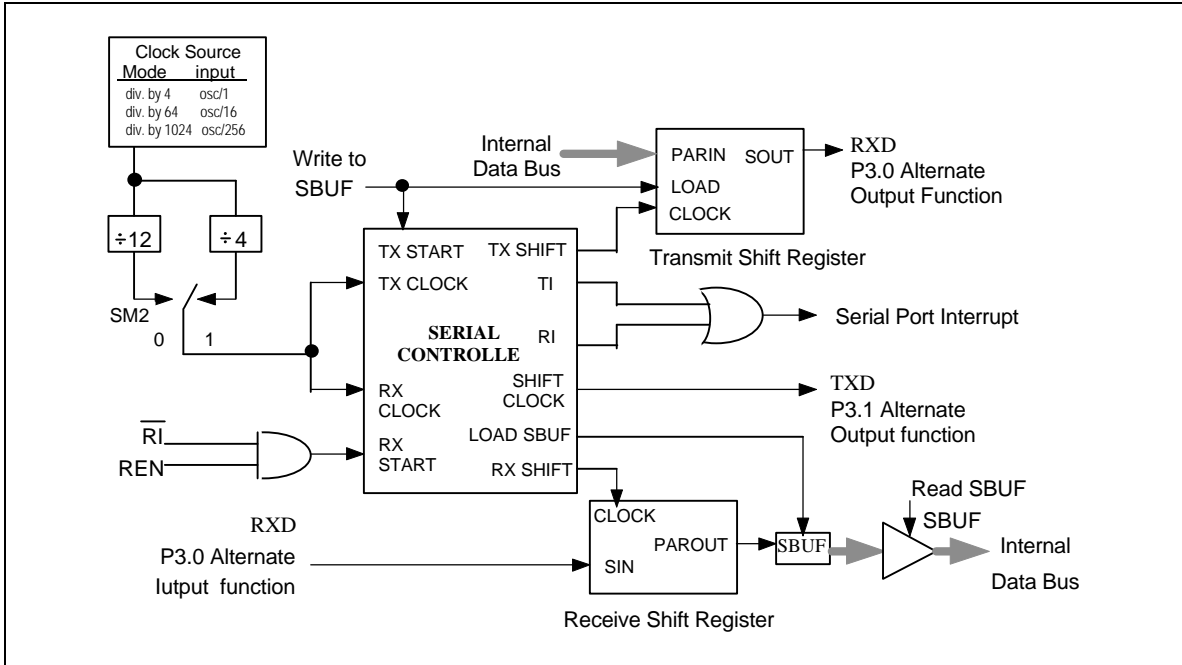 Clock Source
Mode input
div. by 4 osc/1
div. by 64 osc/16
div. by 1024 osc/256
÷12
÷4
SM2
0 1
Write to
SBUF
Internal
Data Bus
PARIN SOUT
LOAD
CLOCK
Transmit Shift Register
RXD
P3.0 Alternate
Output Function
TX START TX SHIFT
TX CLOCK TI
SERIAL
CONTROLLE
RI
RX
CLOCK
SHIFT
CLOCK
LOAD SBUF
RX
START
RX SHIFT
Serial Port Interrupt
TXD
P3.1 Alternate
Output function
RI
REN
RXD
P3.0 Alternate
Iutput function
CLOCK
PAROUT
SIN
Receive Shift Register
SBUF
Read SBUF
SBUF
Internal
Data Bus